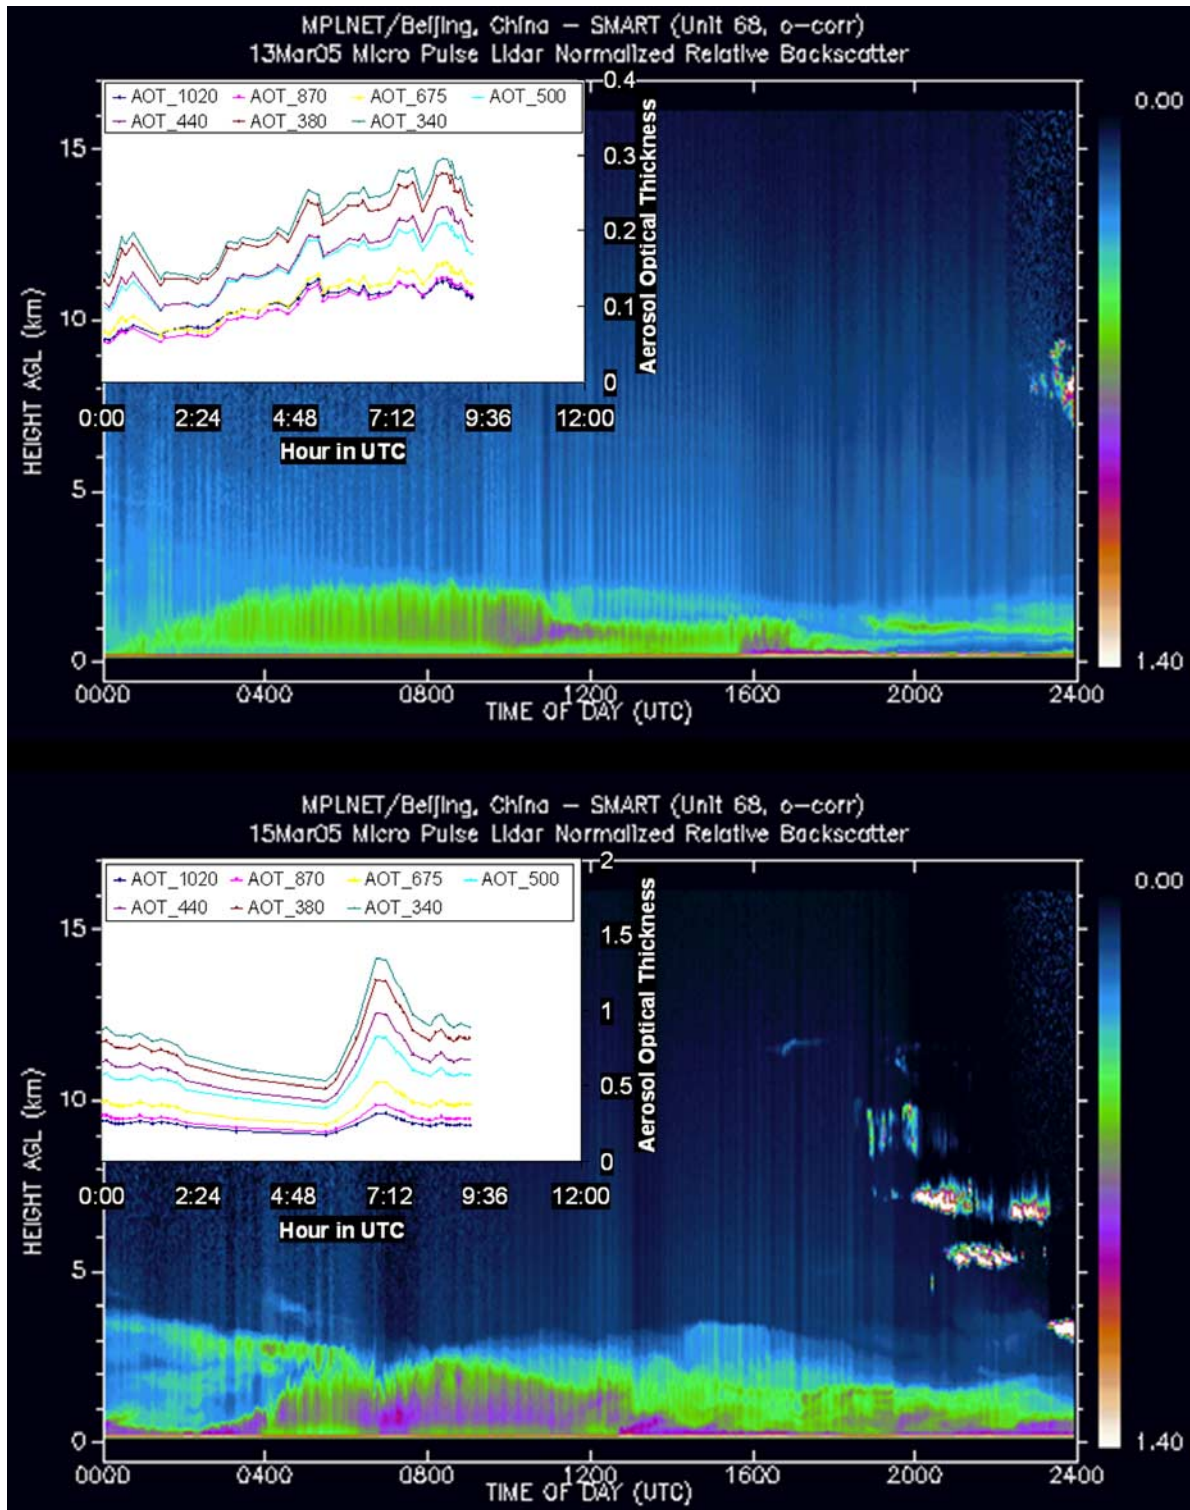 MPLNET/Beijing, China – SMART (Unit 68, o-corr)
13Mar05 Micro Pulse Lidar Normalized Relative Backscatter
AOT_1020 AOT_870 AOT_675 AOT_500
AOT_440 AOT_380 AOT_340
0.4
0.3
0.2
0.1
0
Aerosol Optical Thickness
0:00 2:24 4:48 7:12 9:36 12:00
Hour in UTC
0.00
1.40
HEIGHT AGL (km)
15
10
5
0
0000 0400 0800 1200 1600 2000 2400
TIME OF DAY (UTC)
MPLNET/Beijing, China – SMART (Unit 68, o-corr)
15Mar05 Micro Pulse Lidar Normalized Relative Backscatter
AOT_1020 AOT_870 AOT_675 AOT_500
AOT_440 AOT_380 AOT_340
2
1.5
1
0.5
0
Aerosol Optical Thickness
0:00 2:24 4:48 7:12 9:36 12:00
Hour in UTC
0.00
1.40
HEIGHT AGL (km)
15
10
5
0
0000 0400 0800 1200 1600 2000 2400
TIME OF DAY (UTC)